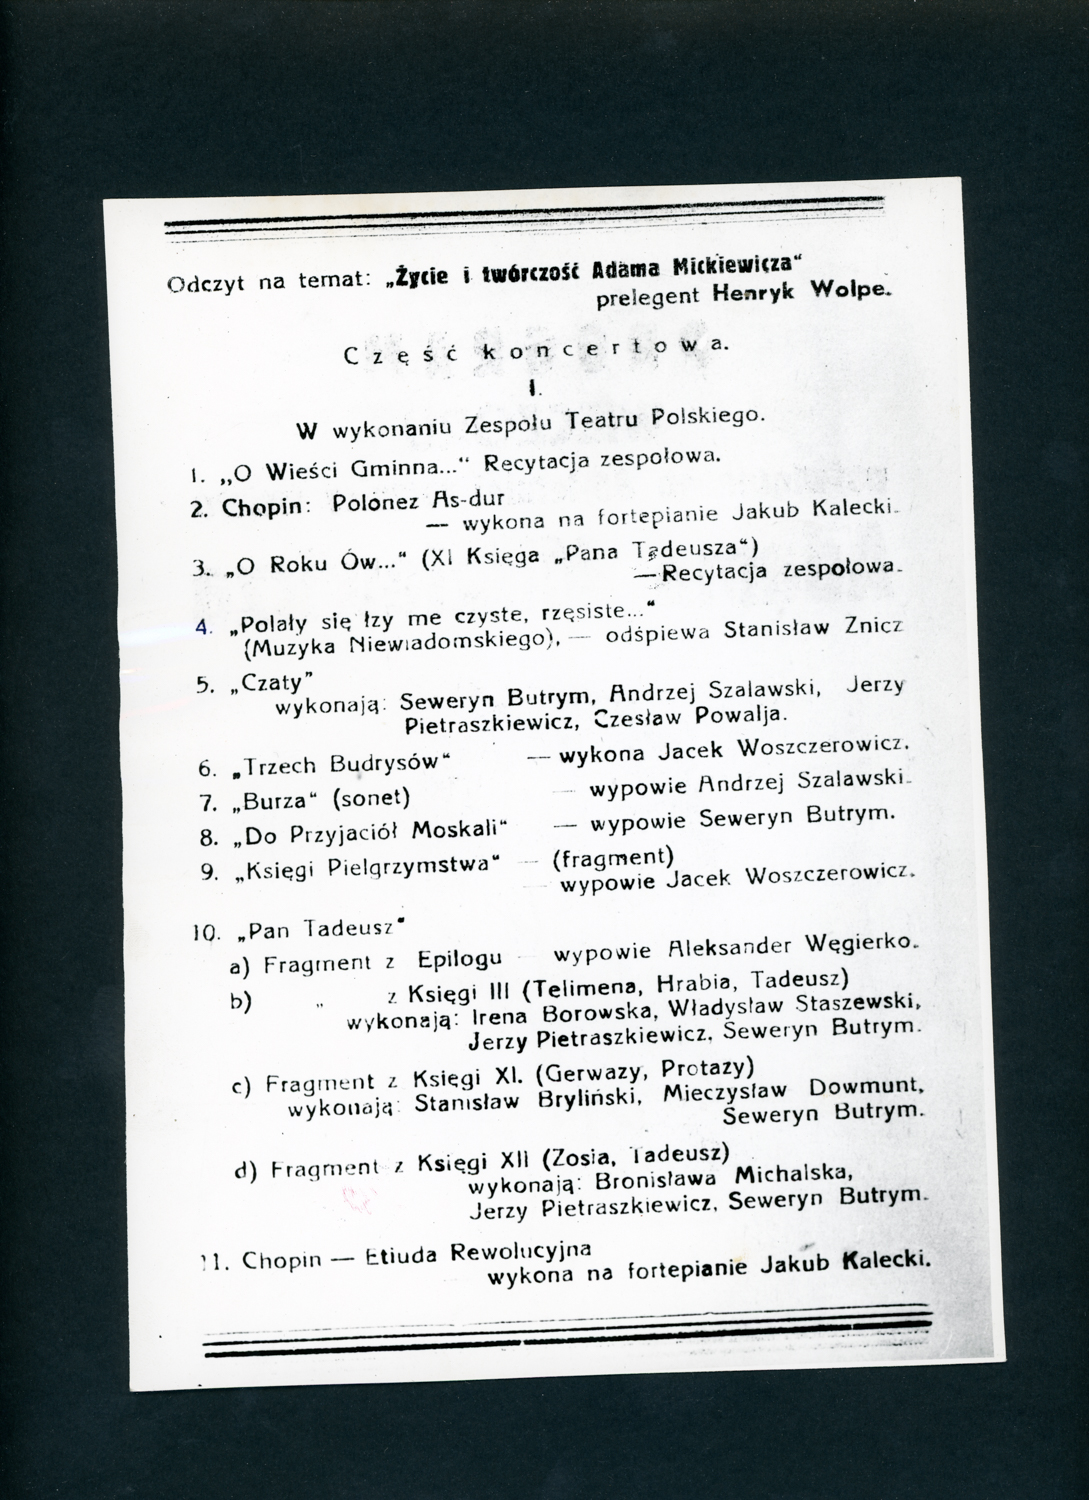 Odczyt na temat: „Życie i twórczość Adama Mickiewicza“
prelegent Henryk Wolpe.
Część koncertowa.
I.
W wykonaniu Zespołu Teatru Polskiego.
1. „O Wieści Gminna...“ Recytacja zespołowa.
2. Chopin: Polonez As-dur
— wykona na fortepianie Jakub Kalecki.
3. „O Roku Ów...“ (XI Księga „Pana Tadeusza“)
— Recytacja zespołowa.
4. „Polały się łzy me czyste, rzęsiste...“
(Muzyka Niewiadomskiego), — odśpiewa Stanisław Znicz
5. „Czaty”
wykonają: Seweryn Butrym, Andrzej Szalawski, Jerzy
Pietraszkiewicz, Czesław Powalja.
6. „Trzech Budrysów“ — wykona Jacek Woszczerowicz.
7. „Burza“ (sonet) — wypowie Andrzej Szalawski.
8. „Do Przyjaciół Moskali“ — wypowie Seweryn Butrym.
9. „Księgi Pielgrzymstwa“ — (fragment)
wypowie Jacek Woszczerowicz.
10. „Pan Tadeusz“
a) Fragment z Epilogu wypowie Aleksander Węgierko.
b) „ z Księgi III (Telimena, Hrabia, Tadeusz)
wykonają: Irena Borowska, Władysław Staszewski,
Jerzy Pietraszkiewicz, Seweryn Butrym.
c) Fragment z Księgi XI. (Gerwazy, Protazy)
wykonają: Stanisław Bryliński, Mieczysław Dowmunt,
Seweryn Butrym.
d) Fragment z Księgi XII (Zosia, Tadeusz)
wykonają: Bronisława Michalska,
Jerzy Pietraszkiewicz, Seweryn Butrym.
11. Chopin — Etiuda Rewolucyjna
wykona na fortepianie Jakub Kalecki.